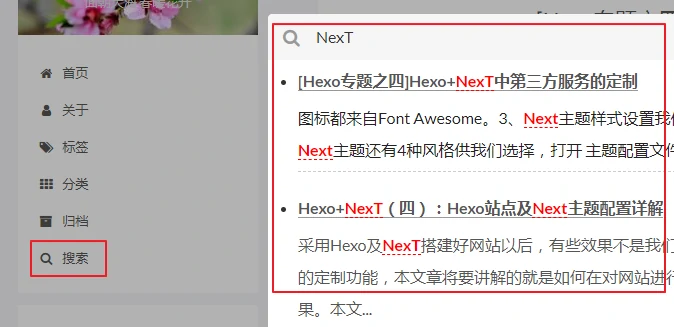 首页
关于
标签
分类
归档
搜索
NexT
[Hexo专题之四]Hexo+NexT中第三方服务的定制
图标都来自Font Awesome。3、Next主题样式设置我
Next主题还有4种风格供我们选择，打开 主题配置文
Hexo+NexT（四）：Hexo站点及Next主题配置详解
采用Hexo及NexT搭建好网站以后，有些效果不是我们
的定制功能，本文章将要讲解的就是如何在对网站进行
果。本文...